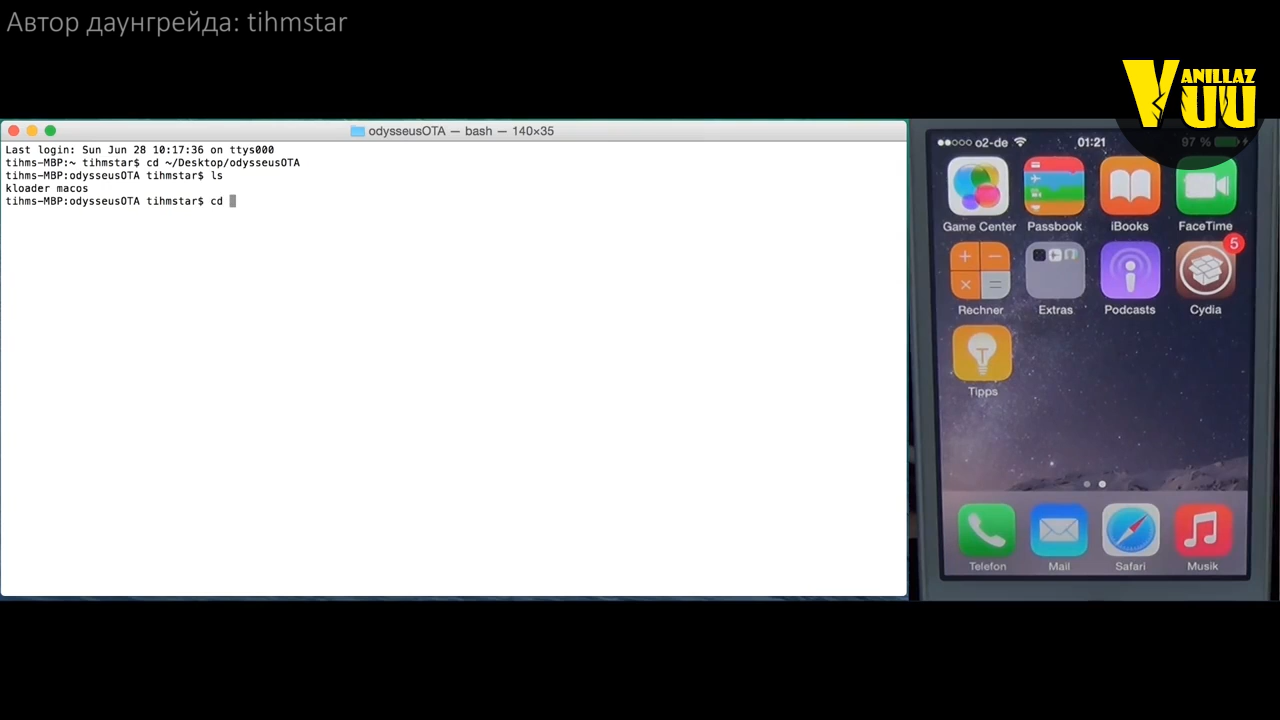 Автор даунгрейда: tihmstar
VANILLAZ
VUU
odysseusOTA — bash — 140×35
Last login: Sun Jun 28 10:17:36 on ttys000
tihms-MBP:~ tihmstar$ cd ~/Desktop/odysseusOTA
tihms-MBP:odysseusOTA tihmstar$ ls
kloader macos
tihms-MBP:odysseusOTA tihmstar$ cd
o2-de 01:21 97 %
Game Center Passbook iBooks FaceTime
5
Rechner Extras Podcasts Cydia
Tipps
Telefon Mail Safari Musik